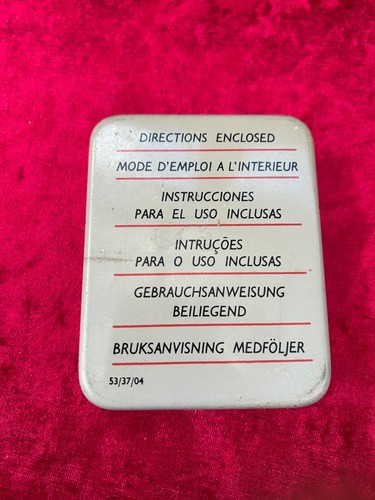 DIRECTIONS ENCLOSED
MODE D'EMPLOI A L'INTERIEUR
INSTRUCCIONES
PARA EL USO INCLUSAS
INTRUÇÕES
PARA O USO INCLUSAS
GEBRAUCHSANWEISUNG
BEILIEGEND
BRUKSANVISNING MEDFÖLJER
53/37/04